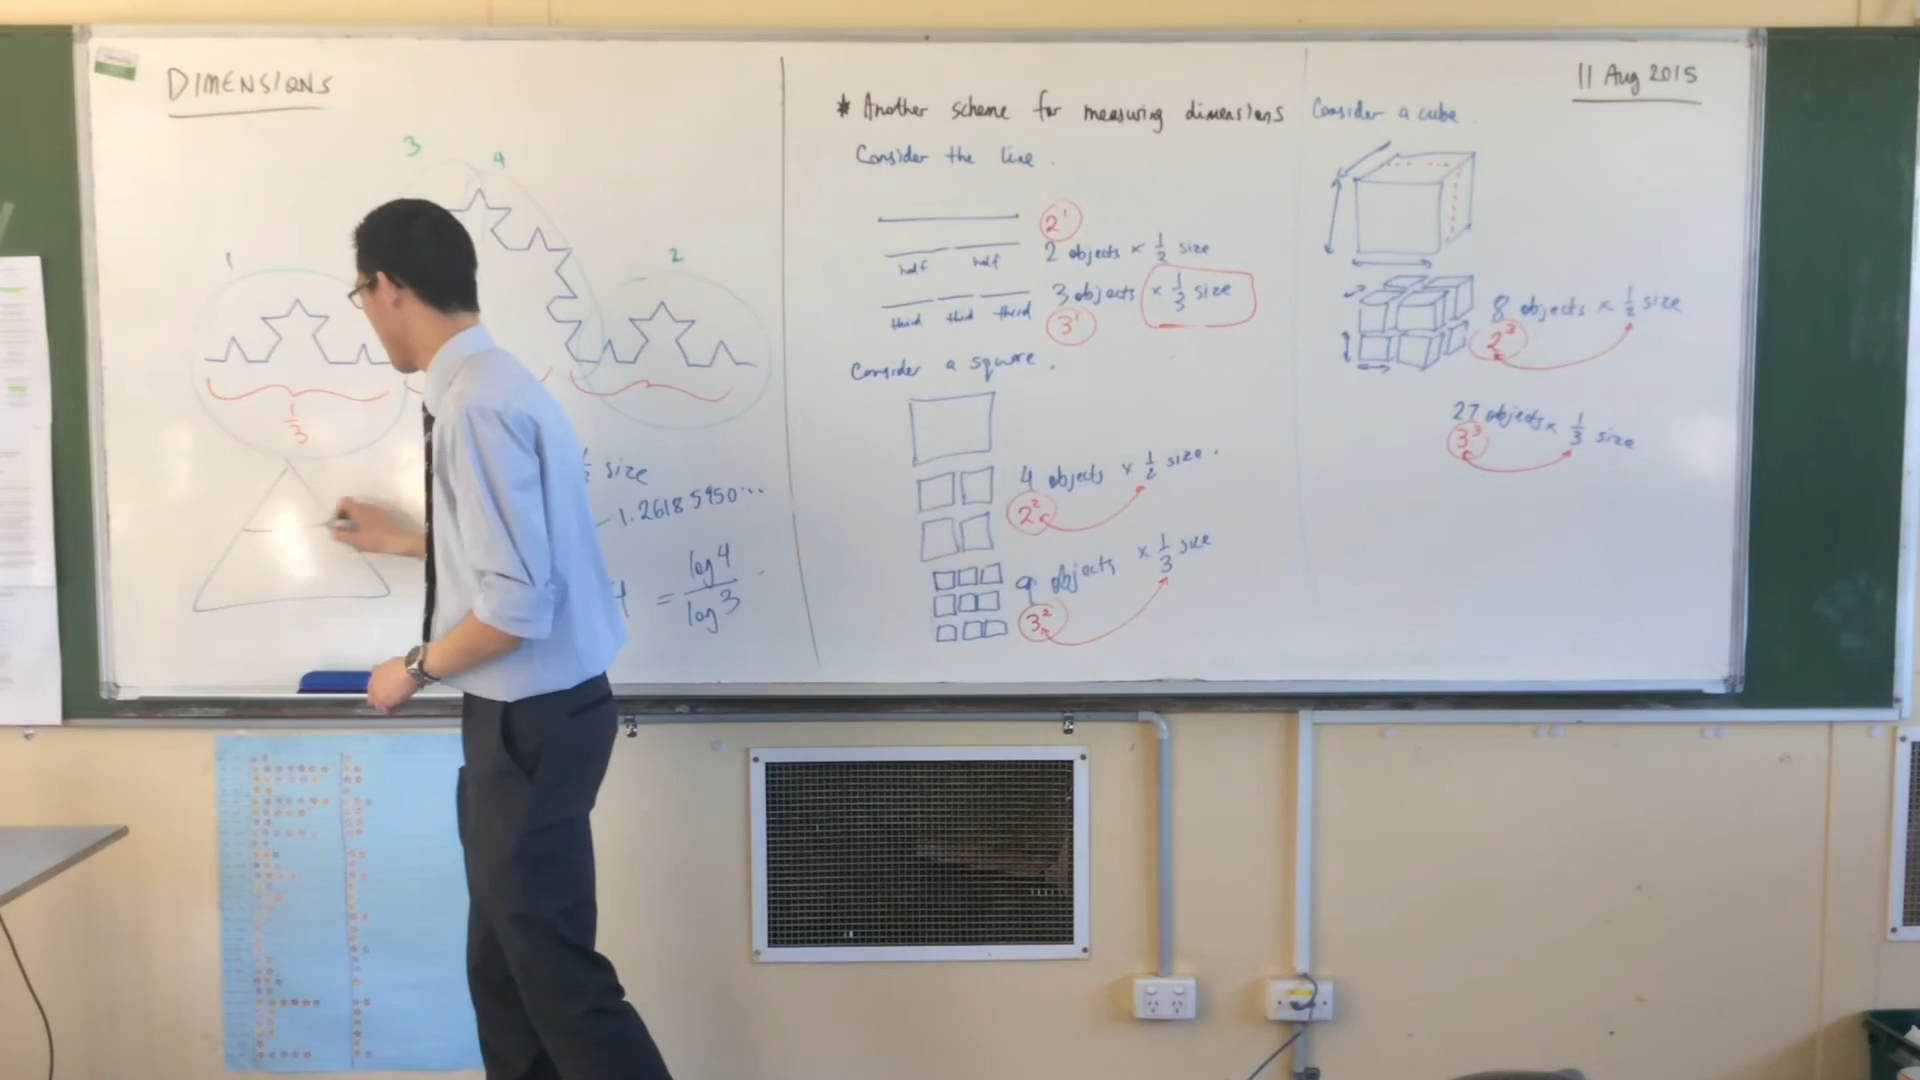 DIMENSIONS
3
4
1
2
1/3
size
1.26185950...
= log 4 / log 3
* Another scheme for measuring dimensions
Consider the line.
2¹
2 objects × 1/2 size
half half
3 objects × 1/3 size
third third third
3¹
Consider a square.
4 objects × 1/2 size.
2²
9 objects × 1/3 size
3²
11 Aug 2015
Consider a cube.
8 objects × 1/2 size
2³
27 objects × 1/3 size
3³